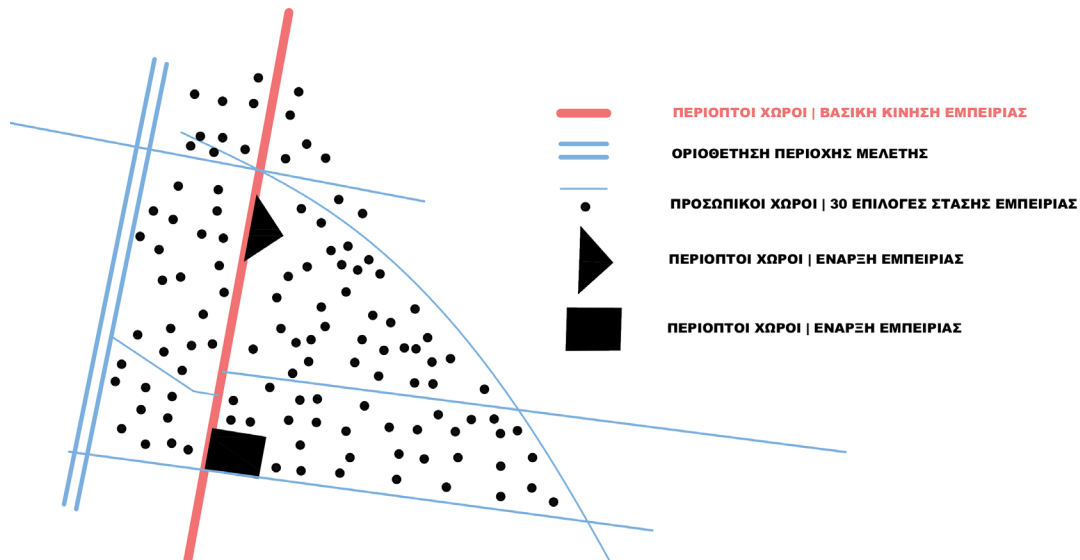 ΠΕΡΙΟΠΤΟΙ ΧΩΡΟΙ | ΒΑΣΙΚΗ ΚΙΝΗΣΗ ΕΜΠΕΙΡΙΑΣ
ΟΡΙΟΘΕΤΗΣΗ ΠΕΡΙΟΧΗΣ ΜΕΛΕΤΗΣ
ΠΡΟΣΩΠΙΚΟΙ ΧΩΡΟΙ | 30 ΕΠΙΛΟΓΕΣ ΣΤΑΣΗΣ ΕΜΠΕΙΡΙΑΣ
ΠΕΡΙΟΠΤΟΙ ΧΩΡΟΙ | ΕΝΑΡΞΗ ΕΜΠΕΙΡΙΑΣ
ΠΕΡΙΟΠΤΟΙ ΧΩΡΟΙ | ΕΝΑΡΞΗ ΕΜΠΕΙΡΙΑΣ